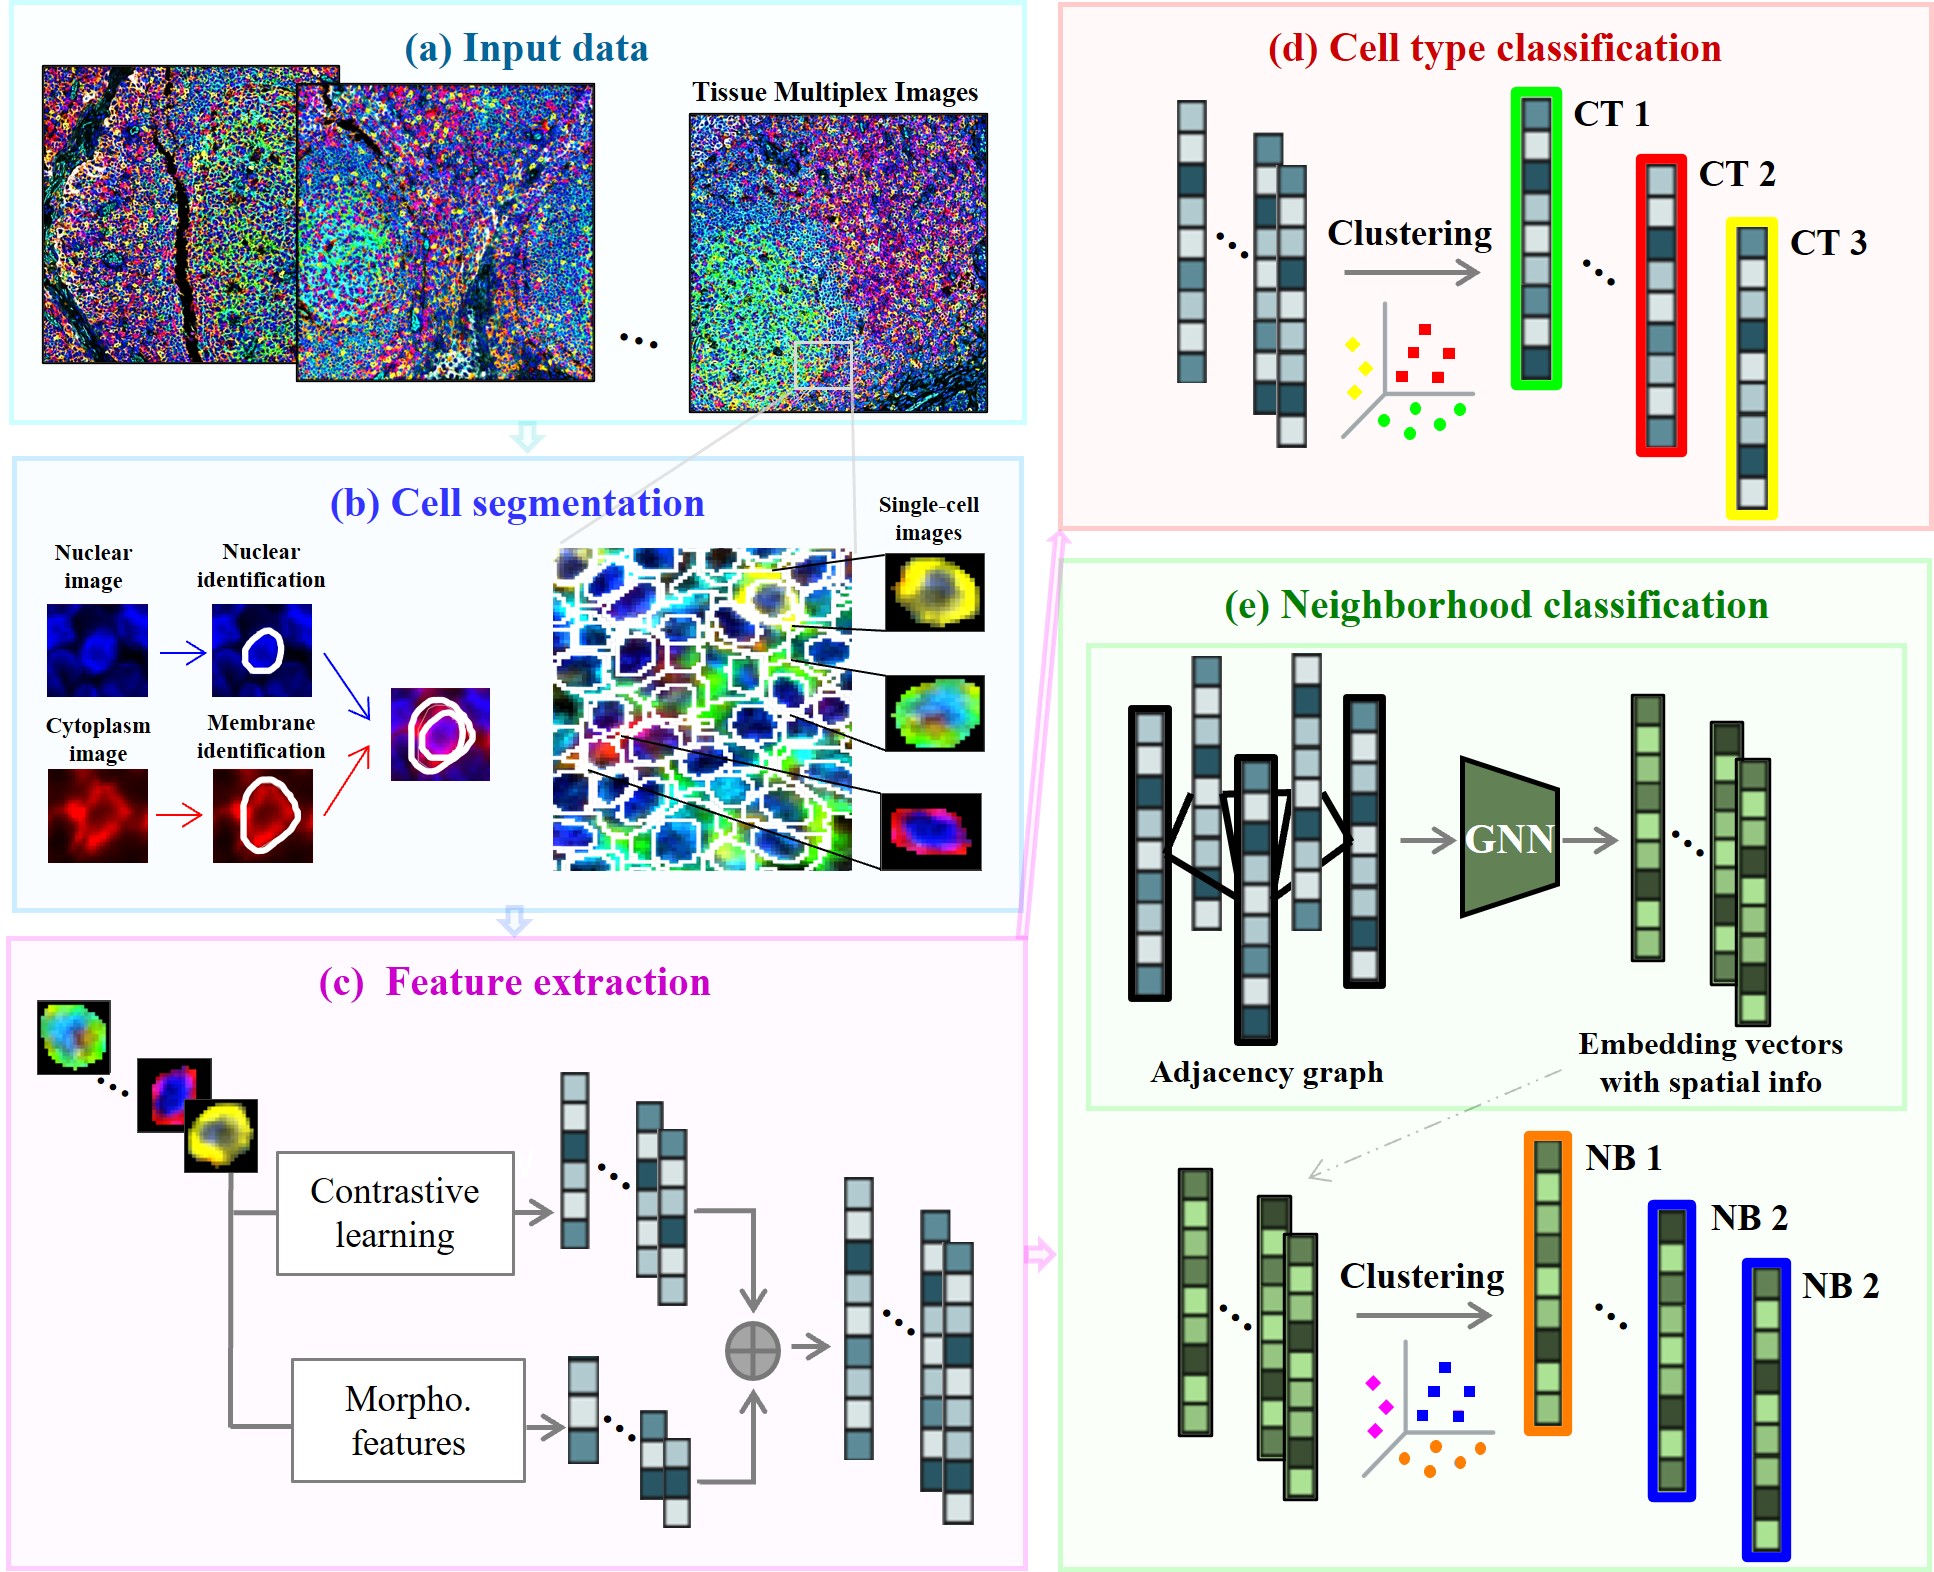 (a) Input data
Tissue Multiplex Images
(b) Cell segmentation
Nuclear
image
Nuclear
identification
Cytoplasm
image
Membrane
identification
Single-cell
images
(c) Feature extraction
Contrastive
learning
Morpho.
features
(d) Cell type classification
Clustering
CT 1
CT 2
CT 3
(e) Neighborhood classification
GNN
Adjacency graph
Embedding vectors
with spatial info
Clustering
NB 1
NB 2
NB 2